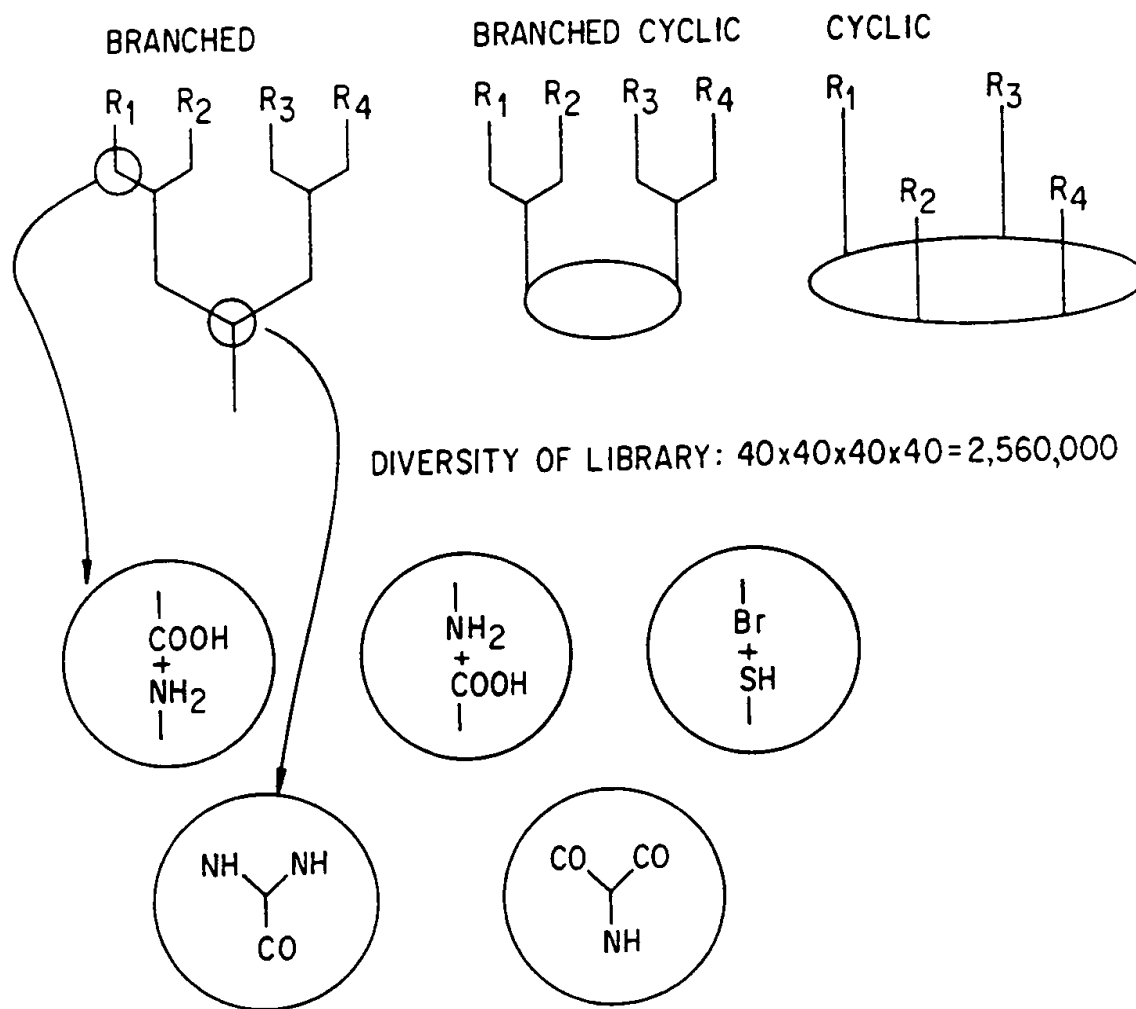 BRANCHED BRANCHED CYCLIC CYCLIC
R1 R2 R3 R4 R1 R2 R3 R4 R1 R3
R2 R4
DIVERSITY OF LIBRARY: 40x40x40x40=2,560,000
COOH
+
NH2
NH2
+
COOH
Br
+
SH
NH NH
CO
CO CO
NH